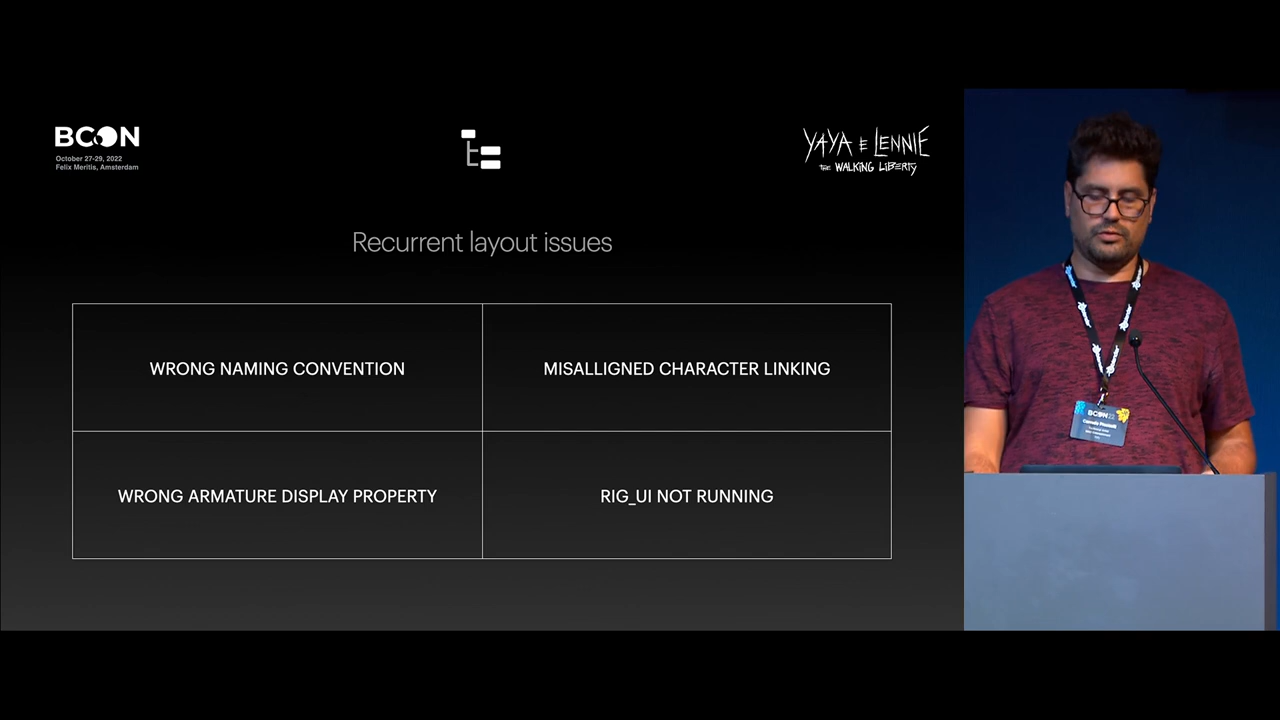 BCON
October 27-29, 2022
Felix Meritis, Amsterdam
YAYA E LENNIE
THE WALKING LIBERTY
Recurrent layout issues
WRONG NAMING CONVENTION
MISALLIGNED CHARACTER LINKING
WRONG ARMATURE DISPLAY PROPERTY
RIG_UI NOT RUNNING
BCON22